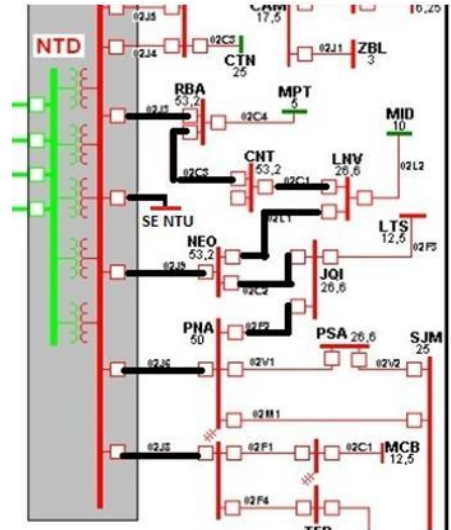 02J5
CAM
17,5
6,25
NTD
02J4
02C3
CTN
25
02J1
ZBL
3
RBA
53,2
MPT
5
02J3
02C4
MID
10
CNT
53,2
LNV
26,6
02L2
02C3
02C1
SE NTU
02L1
LTS
12,5
NEO
53,2
02F5
02J9
02C2
JQI
26,6
PNA
50
02F2
PSA 26,6
SJM
25
02J6
02V1
02V2
02M1
02J8
02F1
02C1
MCB
12,5
02F4